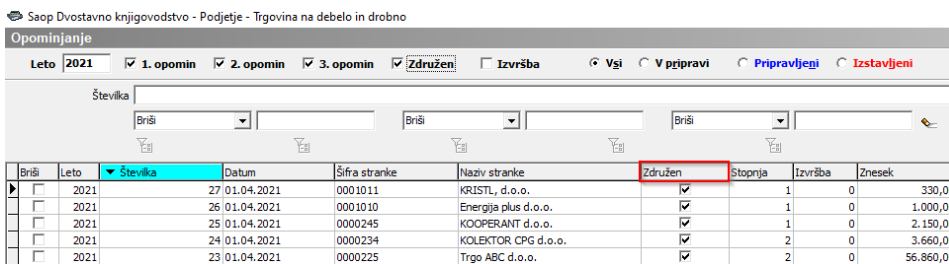 Saop Dvostavno knjigovodstvo - Podjetje - Trgovina na debelo in drobno
Opominjanje
Leto 2021 1. opomin 2. opomin 3. opomin Združen Izvršba Vsi V pripravi Pripravljeni Izstavljeni
Številka
Briši Briši Briši
Briši Leto Številka Datum Šifra stranke Naziv stranke Združen Stopnja Izvršba Znesek
2021 27 01.04.2021 0001011 KRISTL, d.o.o. 1 0 330,0
2021 26 01.04.2021 0001010 Energija plus d.o.o. 1 0 1.000,0
2021 25 01.04.2021 0000245 KOOPERANT d.o.o. 1 0 2.150,0
2021 24 01.04.2021 0000234 KOLEKTOR CPG d.o.o. 2 0 3.660,0
2021 23 01.04.2021 0000225 Trgo ABC d.o.o. 2 0 56.860,0